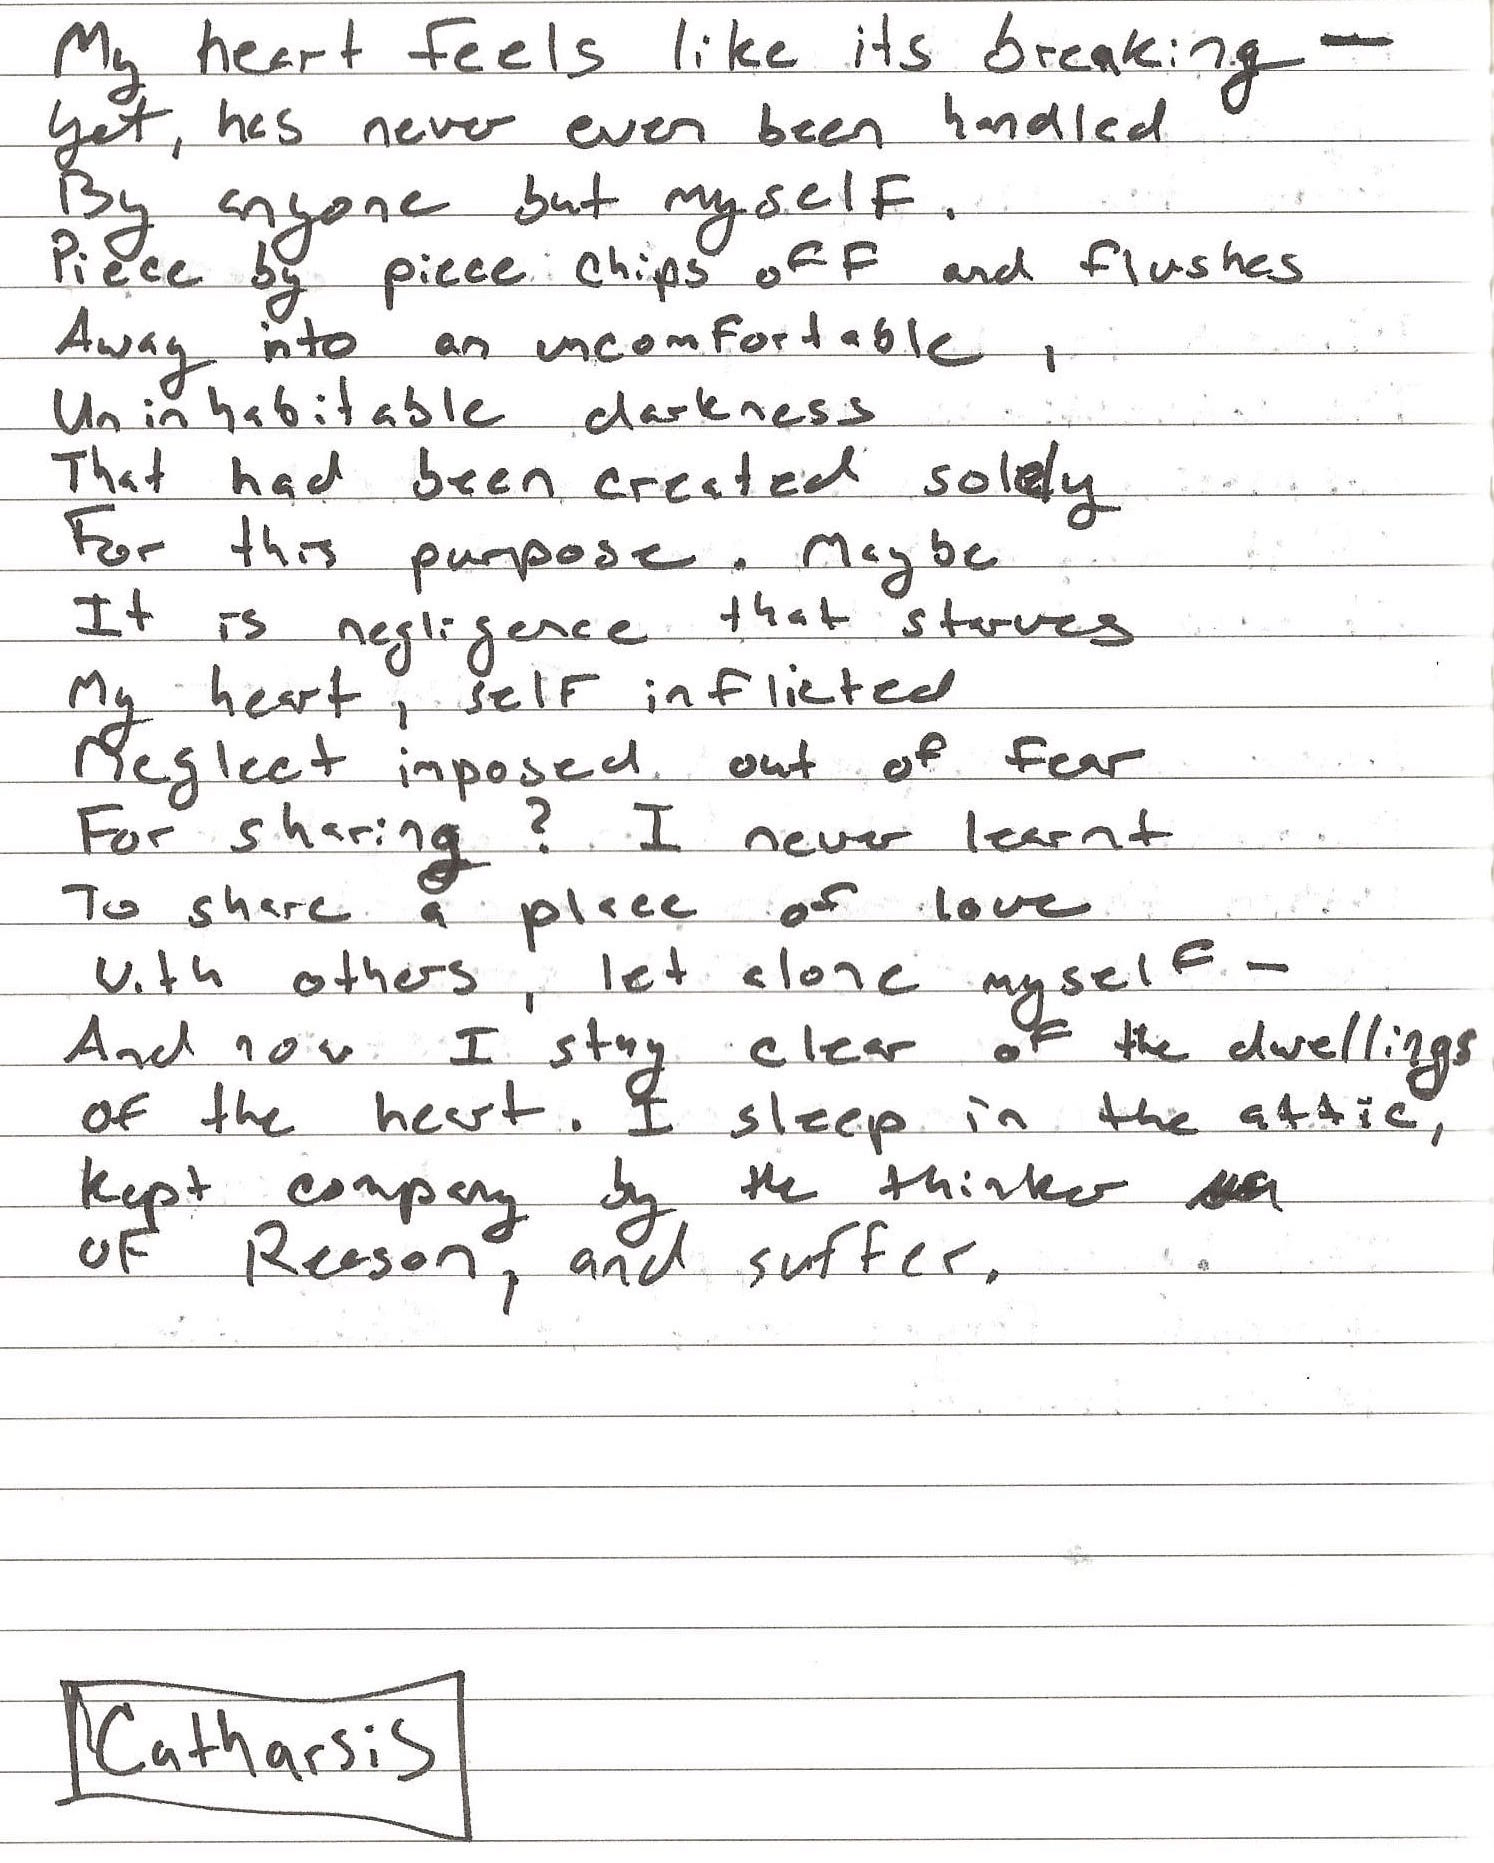 My heart feels like its breaking —
Yet, has never even been handled
By anyone but myself.
Piece by piece chips off and flushes
Away into an uncomfortable,
Uninhabitable darkness
That had been created solely
For this purpose. Maybe
It is negligence that starves
My heart, self inflicted
Neglect imposed out of fear
For sharing? I never learnt
To share a place of love
With others, let alone myself —
And now I stay clear of the dwellings
of the heart. I sleep in the attic,
kept company by the thinker
of Reason, and suffer.
Catharsis